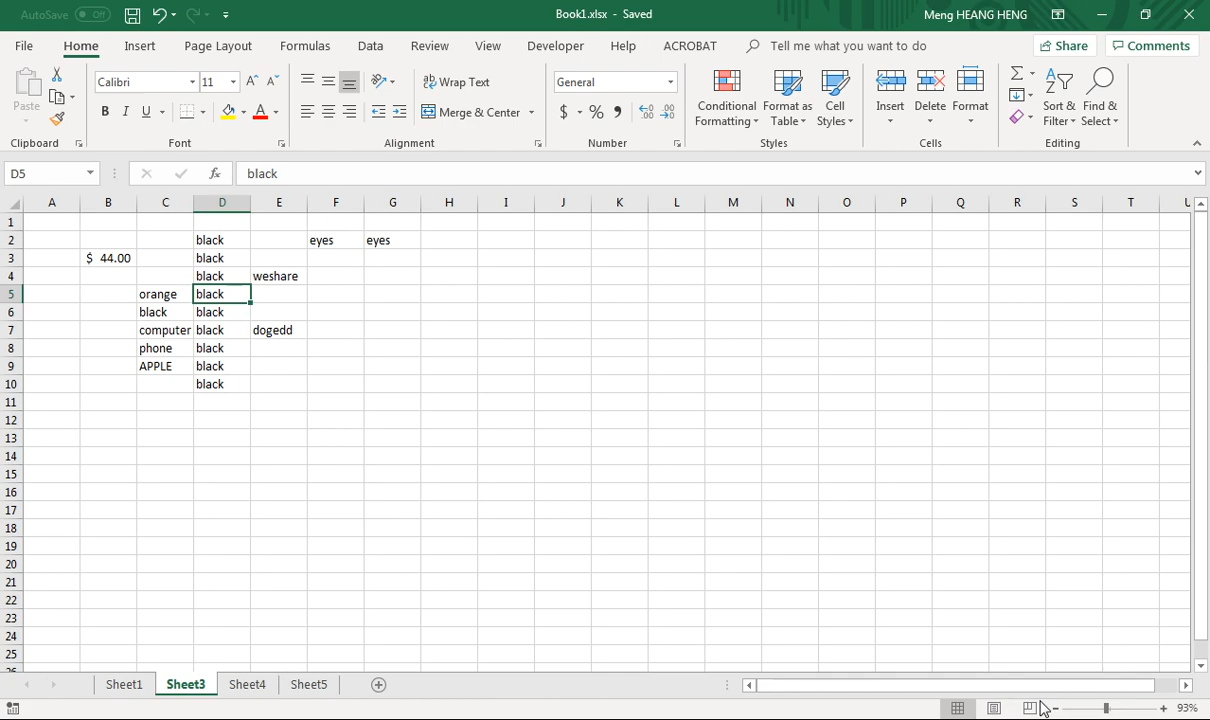 AutoSave Off Book1.xlsx - Saved Meng HEANG HENG
File Home Insert Page Layout Formulas Data Review View Developer Help ACROBAT Tell me what you want to do Share Comments
Paste Calibri 11 A A Wrap Text General Conditional Formatting Format as Table Cell Styles Insert Delete Format Sort & Filter Find & Select
B I U A Merge & Center $ % ,
Clipboard Font Alignment Number Styles Cells Editing
D5 fx black
A B C D E F G H I J K L M N O P Q R S T U
1
2 black eyes eyes
3 $ 44.00 black
4 black weshare
5 orange black
6 black black
7 computer black dogedd
8 phone black
9 APPLE black
10 black
11
12
13
14
15
16
17
18
19
20
21
22
23
24
25
26
Sheet1 Sheet3 Sheet4 Sheet5
93%